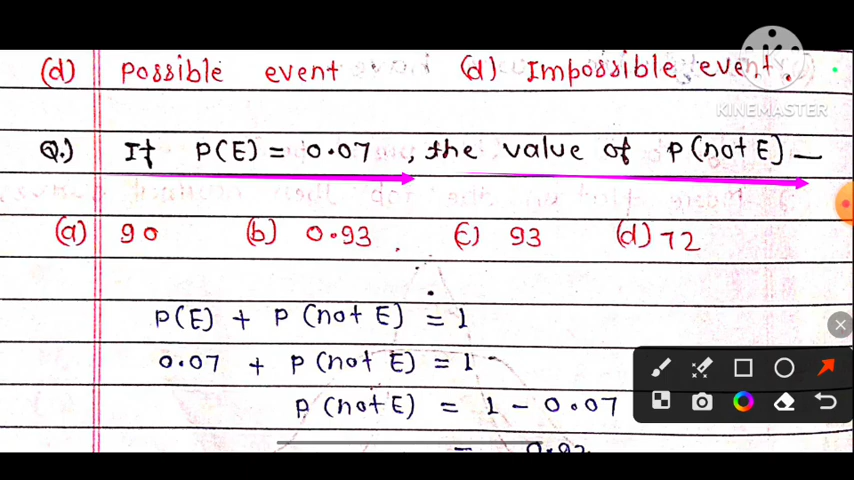 KINEMASTER
(d) Possible event (d) Impossible event.
Q.) If P(E) = 0.07, the value of P(not E) —
(a) 90 (b) 0.93 (c) 93 (d) 72
P(E) + P(not E) = 1
0.07 + P(not E) = 1
P(not E) = 1 - 0.07
=